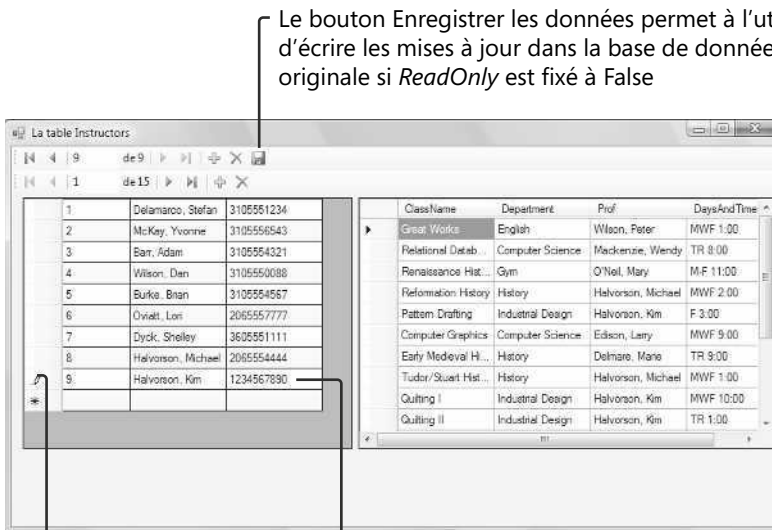 Le bouton Enregistrer les données permet à l'ut
d'écrire les mises à jour dans la base de donnée
originale si ReadOnly est fixé à False
La table Instructors
9 de 9
1 de 15
1 Delamarco, Stefan 3105551234
2 McKay, Yvonne 3105556543
3 Barr, Adam 3105554321
4 Wilson, Dan 3105550088
5 Burke, Brian 3105554567
6 Oviatt, Lori 2065557777
7 Dyck, Shelley 3605551111
8 Halvorson, Michael 2065554444
9 Halvorson, Kim 1234567890
ClassName Department Prof DaysAndTime
Great Works English Wilson, Peter MWF 1:00
Relational Datab... Computer Science Mackenzie, Wendy TR 8:00
Renaissance Hist... Gym O'Neil, Mary M-F 11:00
Reformation History History Halvorson, Michael MWF 2:00
Pattern Drafting Industrial Design Halvorson, Kim F 3:00
Computer Graphics Computer Science Edison, Larry MWF 9:00
Early Medieval Hi... History Delmare, Marie TR 9:00
Tudor/Stuart Hist... History Halvorson, Michael MWF 1:00
Quilting I Industrial Design Halvorson, Kim MWF 10:00
Quilting II Industrial Design Halvorson, Kim TR 1:00